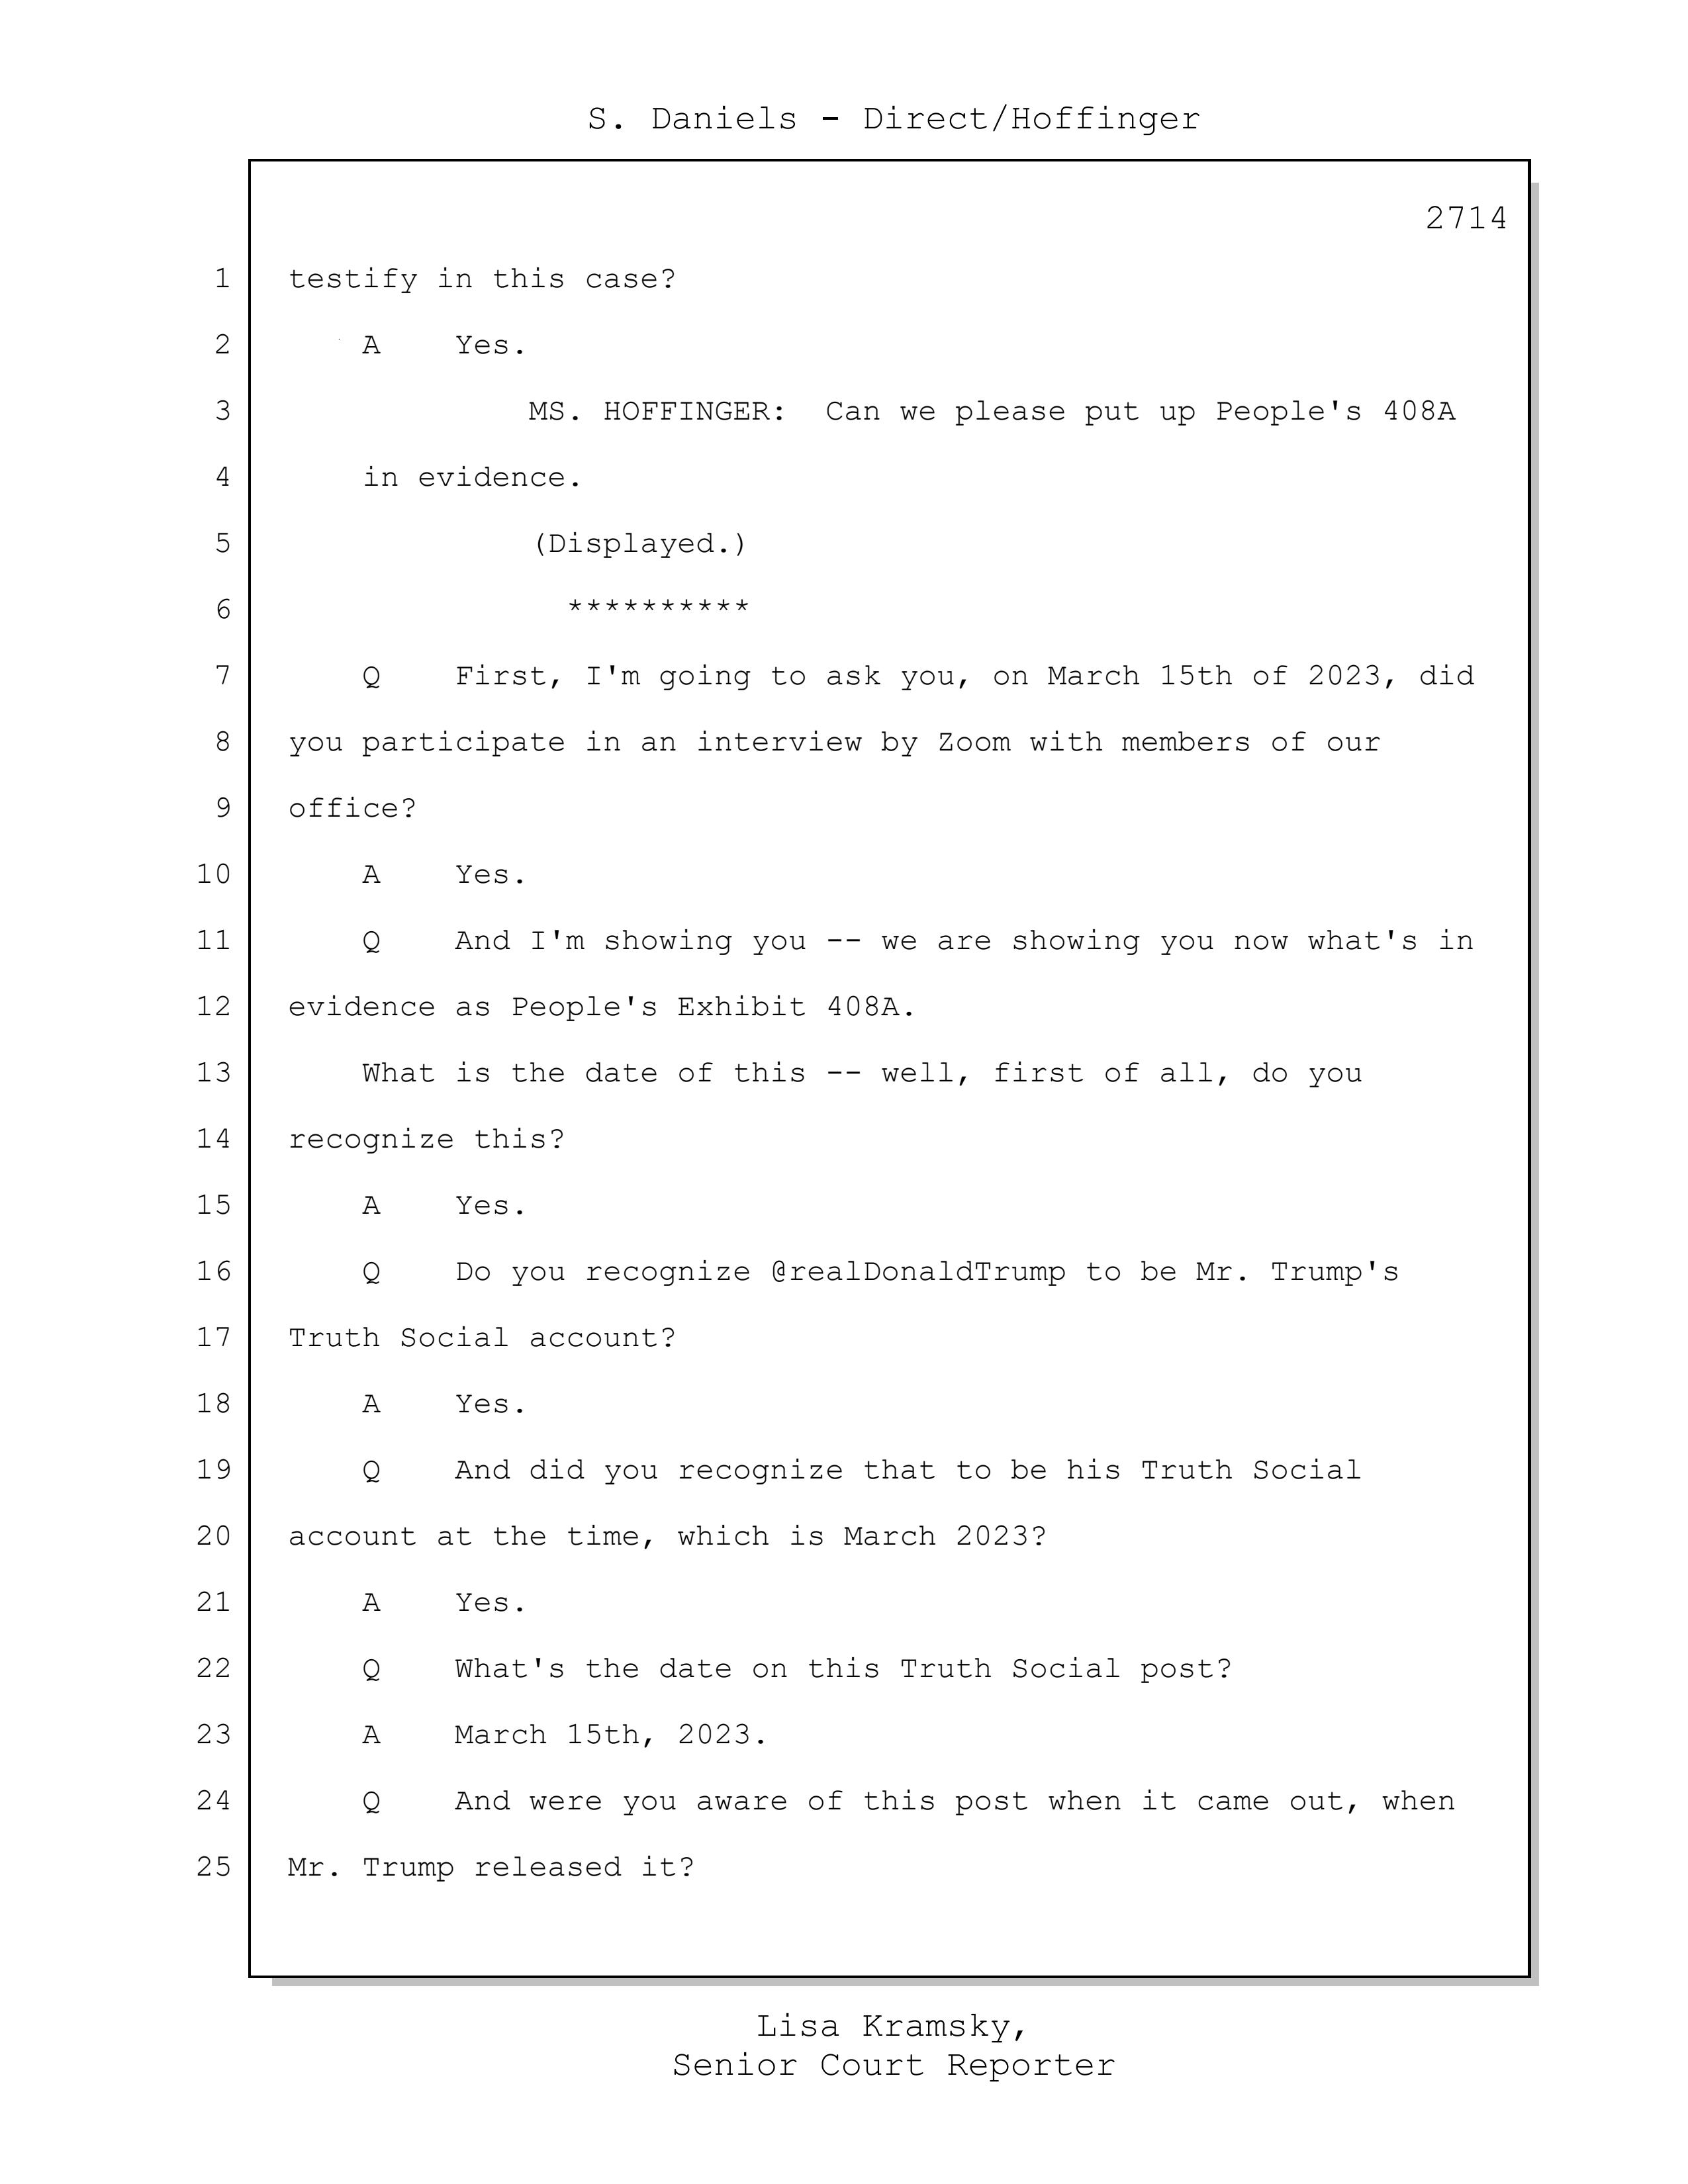 S. Daniels - Direct/Hoffinger
2714
1 testify in this case?
2 A Yes.
3 MS. HOFFINGER: Can we please put up People's 408A
4 in evidence.
5 (Displayed.)
6 **********
7 Q First, I'm going to ask you, on March 15th of 2023, did
8 you participate in an interview by Zoom with members of our
9 office?
10 A Yes.
11 Q And I'm showing you -- we are showing you now what's in
12 evidence as People's Exhibit 408A.
13 What is the date of this -- well, first of all, do you
14 recognize this?
15 A Yes.
16 Q Do you recognize @realDonaldTrump to be Mr. Trump's
17 Truth Social account?
18 A Yes.
19 Q And did you recognize that to be his Truth Social
20 account at the time, which is March 2023?
21 A Yes.
22 Q What's the date on this Truth Social post?
23 A March 15th, 2023.
24 Q And were you aware of this post when it came out, when
25 Mr. Trump released it?
Lisa Kramsky,
Senior Court Reporter